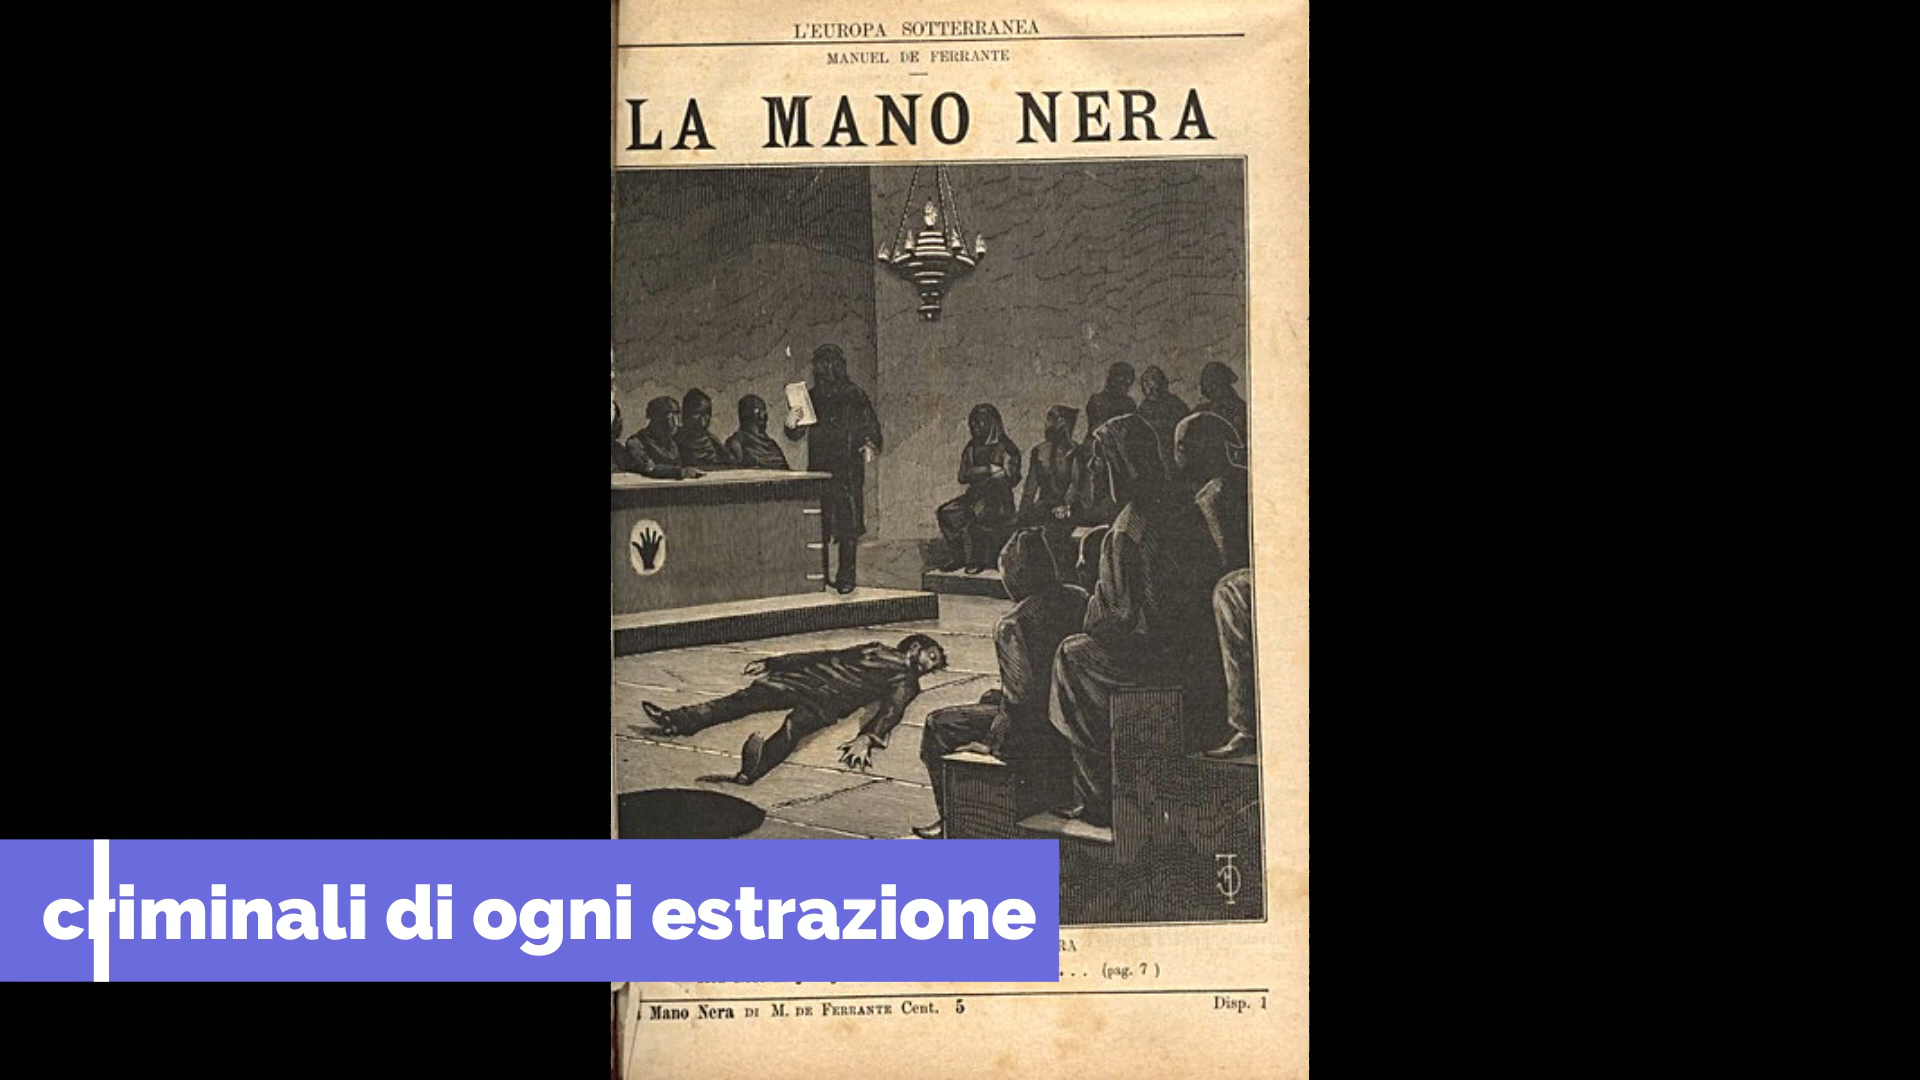 L'EUROPA SOTTERRANEA
MANUEL DE FERRANTE
LA MANO NERA
criminali di ogni estrazione
RA
... (pag. 7)
Mano Nera DI M. DE FERRANTE Cent. 5
Disp. 1